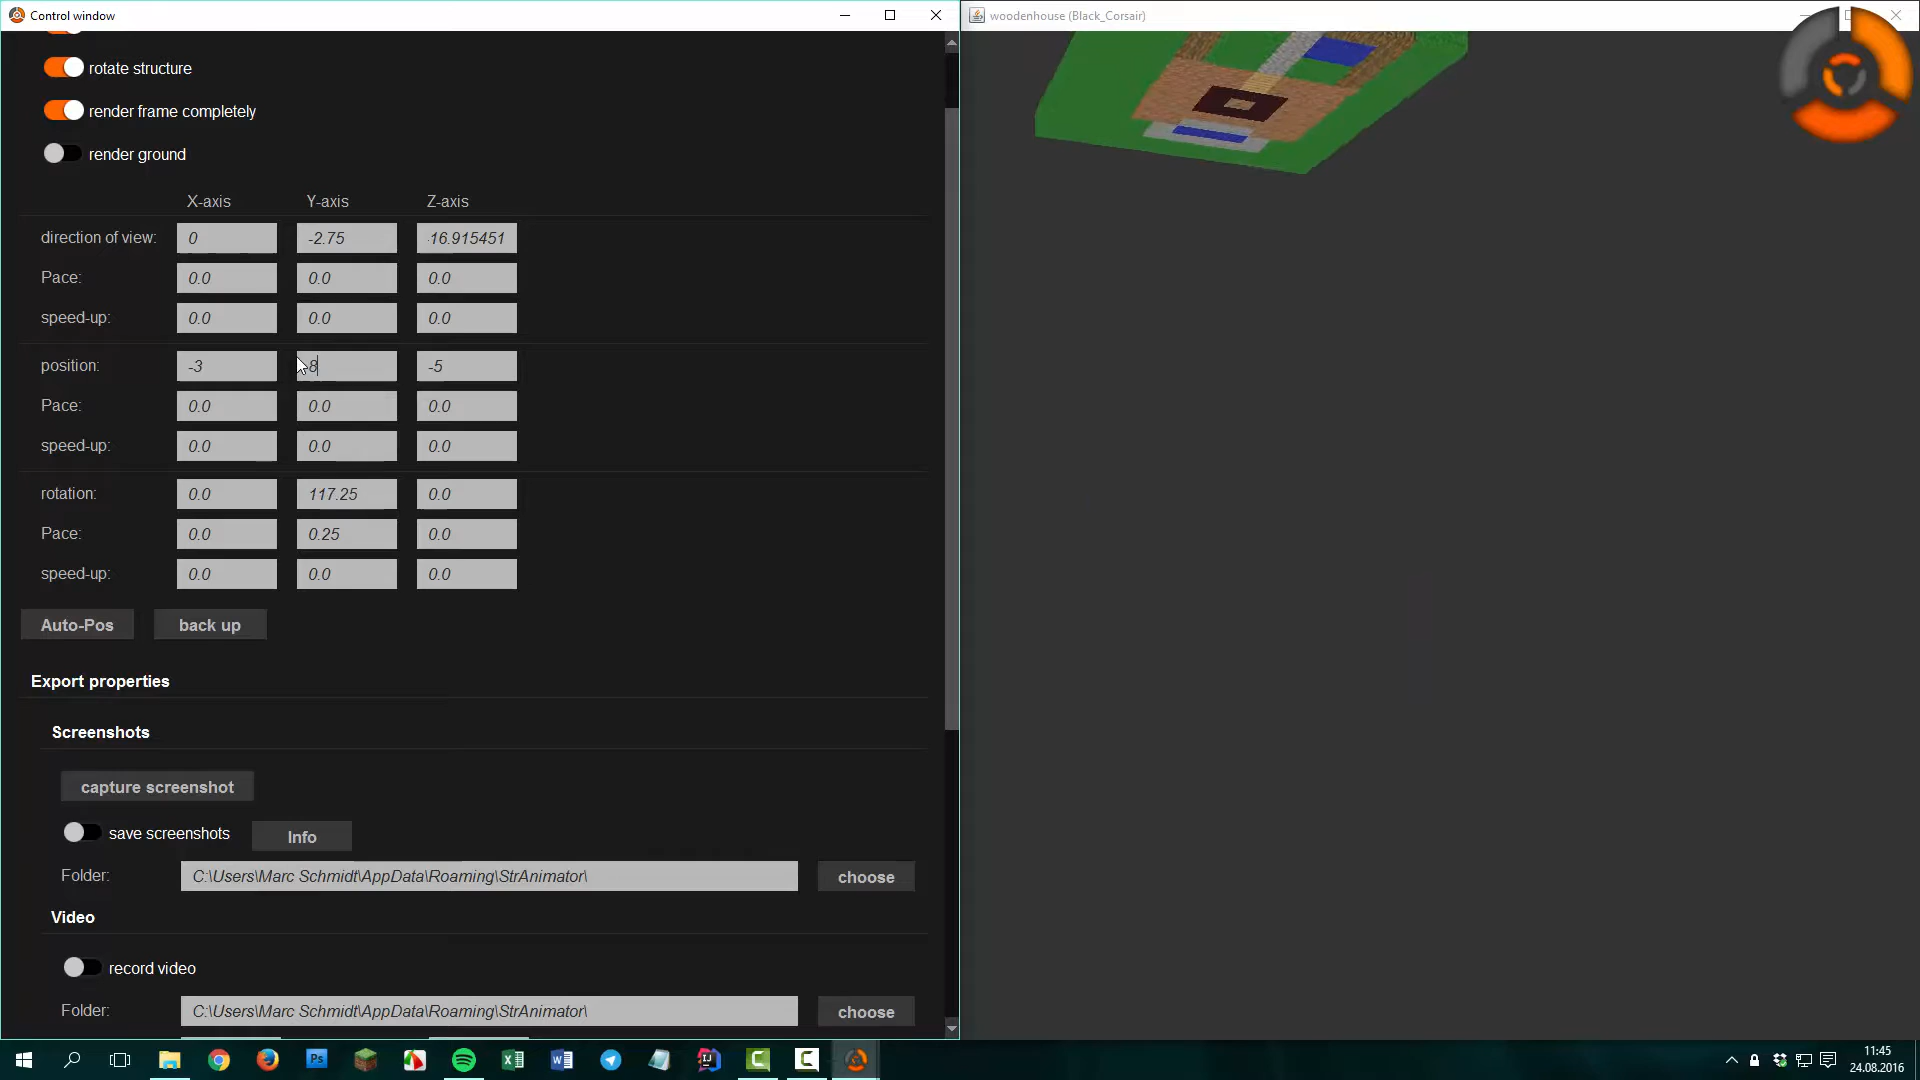 Control window
woodenhouse (Black_Corsair)
rotate structure
render frame completely
render ground
X-axis Y-axis Z-axis
direction of view: 0 -2.75 -16.915451
Pace: 0.0 0.0 0.0
speed-up: 0.0 0.0 0.0
position: -3 8 -5
Pace: 0.0 0.0 0.0
speed-up: 0.0 0.0 0.0
rotation: 0.0 117.25 0.0
Pace: 0.0 0.25 0.0
speed-up: 0.0 0.0 0.0
Auto-Pos back up
Export properties
Screenshots
capture screenshot
save screenshots Info
Folder: C:\Users\Marc Schmidt\AppData\Roaming\StrAnimator\ choose
Video
record video
Folder: C:\Users\Marc Schmidt\AppData\Roaming\StrAnimator\ choose
11:45
24.08.2016